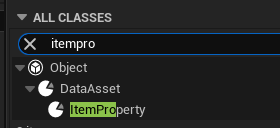 ALL CLASSES
itempro
Object
DataAsset
ItemProperty